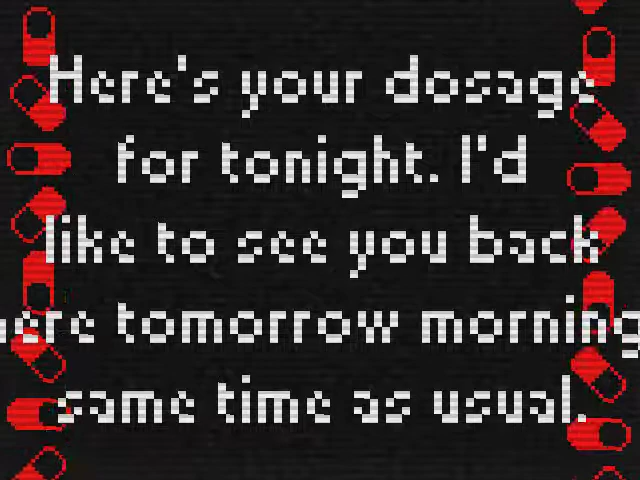 Here's your dosage
for tonight. I'd
like to see you back
here tomorrow morning
same time as usual.